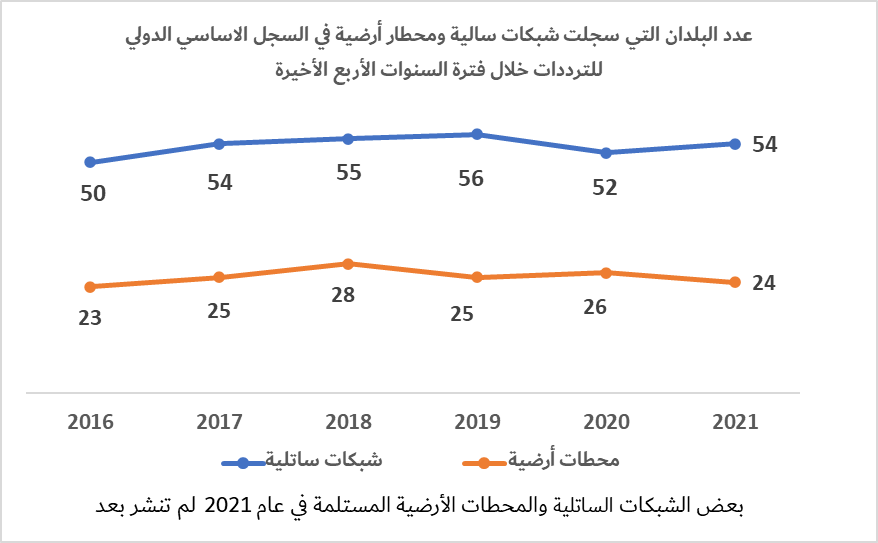 عدد البلدان التي سجلت شبكات سالية ومحطار أرضية في السجل الاساسي الدولي
للترددات خلال فترة السنوات الأربع الأخيرة
50 54 55 56 52 54
23 25 28 25 26 24
2016 2017 2018 2019 2020 2021
شبكات ساتلية محطات أرضية
بعض الشبكات الساتلية والمحطات الأرضية المستلمة في عام 2021 لم تنشر بعد